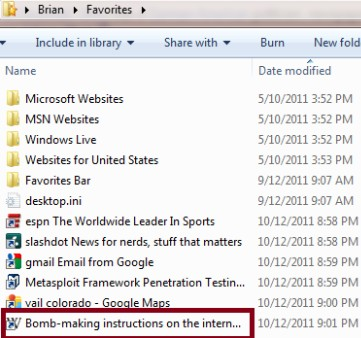 Brian ▸ Favorites ▸
Include in library ▾ Share with ▾ Burn New fold
Name Date modified
Microsoft Websites 5/10/2011 3:52 PM
MSN Websites 5/10/2011 3:52 PM
Windows Live 5/10/2011 3:52 PM
Websites for United States 5/10/2011 3:53 PM
Favorites Bar 9/12/2011 9:07 AM
desktop.ini 9/12/2011 9:07 AM
espn The Worldwide Leader In Sports 10/12/2011 8:58 PM
slashdot News for nerds, stuff that matters 10/12/2011 8:58 PM
gmail Email from Google 10/12/2011 8:59 PM
Metasploit Framework Penetration Testin... 10/12/2011 8:59 PM
vail colorado - Google Maps 10/12/2011 9:00 PM
Bomb-making instructions on the intern... 10/12/2011 9:01 PM